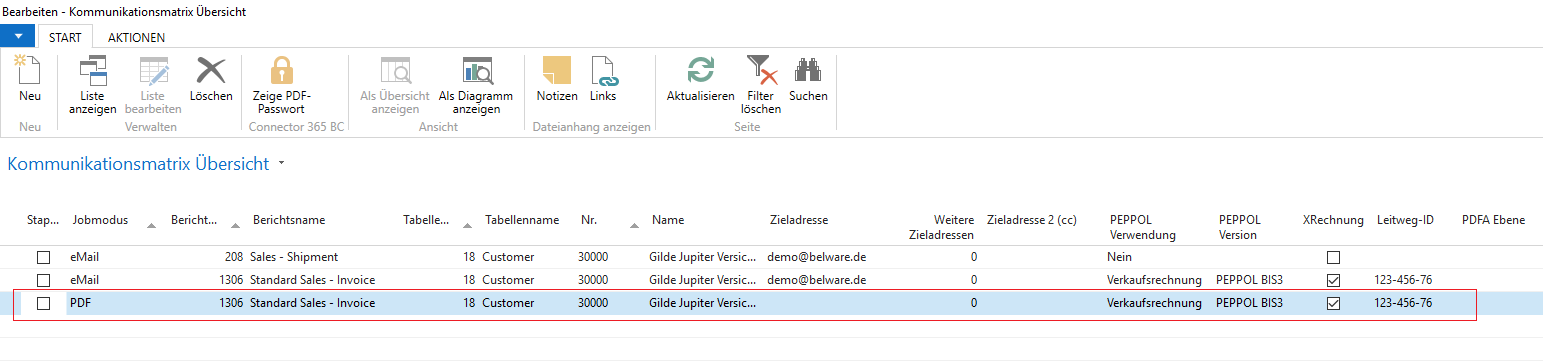 Bearbeiten - Kommunikationsmatrix Übersicht
START AKTIONEN
Neu
Liste anzeigen
Liste bearbeiten
Löschen
Zeige PDF-Passwort
Als Übersicht anzeigen
Als Diagramm anzeigen
Notizen
Links
Aktualisieren
Filter löschen
Suchen
Neu Verwalten Connector 365 BC Ansicht Dateianhang anzeigen Seite
Kommunikationsmatrix Übersicht
Stap... Jobmodus Bericht... Berichtsname Tabelle... Tabellenname Nr. Name Zieladresse Weitere Zieladressen Zieladresse 2 (cc) PEPPOL Verwendung PEPPOL Version XRechnung Leitweg-ID PDFA Ebene
eMail 208 Sales - Shipment 18 Customer 30000 Gilde Jupiter Versic... demo@belware.de 0 Nein
eMail 1306 Standard Sales - Invoice 18 Customer 30000 Gilde Jupiter Versic... demo@belware.de 0 Verkaufsrechnung PEPPOL BIS3 123-456-76
PDF 1306 Standard Sales - Invoice 18 Customer 30000 Gilde Jupiter Versic... 0 Verkaufsrechnung PEPPOL BIS3 123-456-76